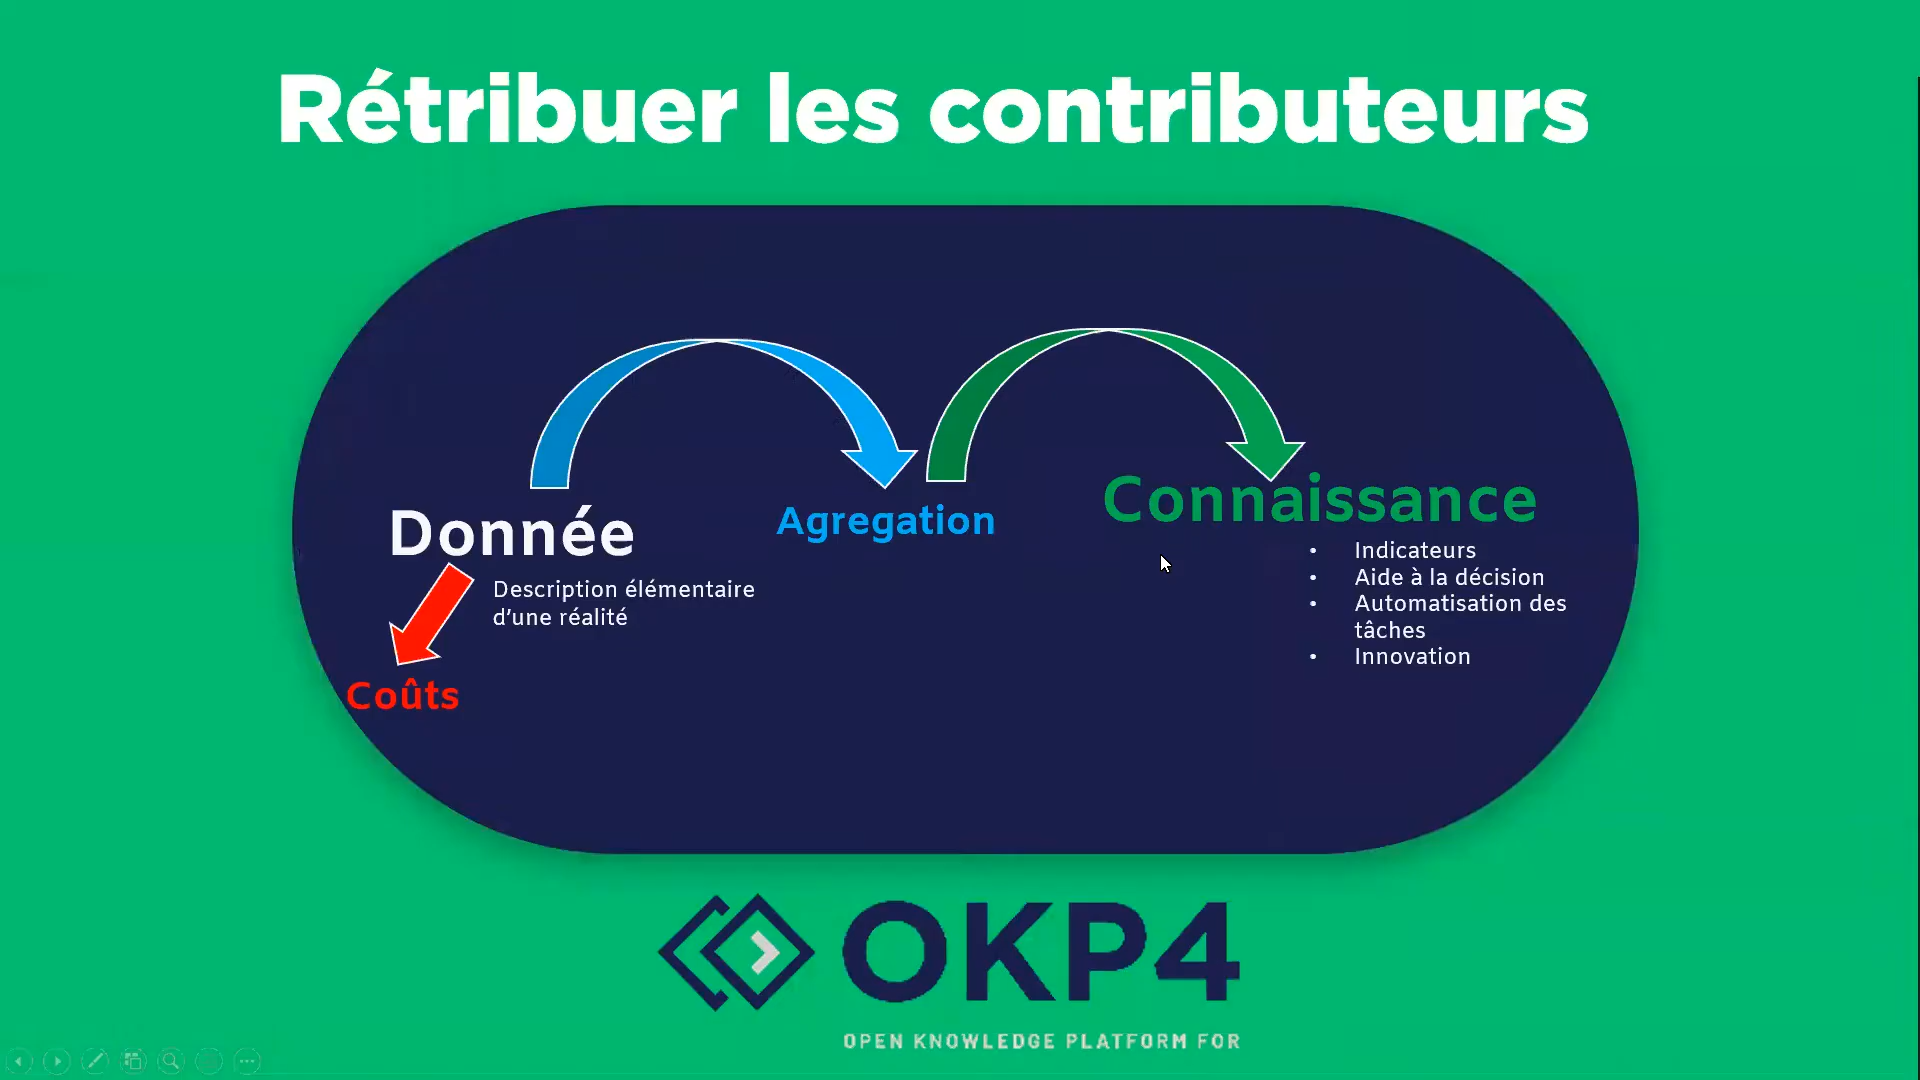 Rétribuer les contributeurs
Donnée
Description élémentaire
d’une réalité
Coûts
Agregation
Connaissance
• Indicateurs
• Aide à la décision
• Automatisation des
tâches
• Innovation
OKP4
OPEN KNOWLEDGE PLATFORM FOR